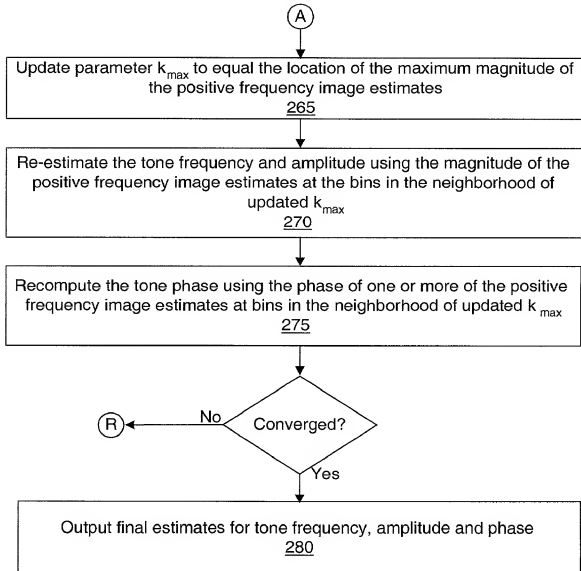 A
Update parameter kmax to equal the location of the maximum magnitude of
the positive frequency image estimates
265
Re-estimate the tone frequency and amplitude using the magnitude of the
positive frequency image estimates at the bins in the neighborhood of
updated kmax
270
Recompute the tone phase using the phase of one or more of the positive
frequency image estimates at bins in the neighborhood of updated k max
275
R
No
Converged?
Yes
Output final estimates for tone frequency, amplitude and phase
280